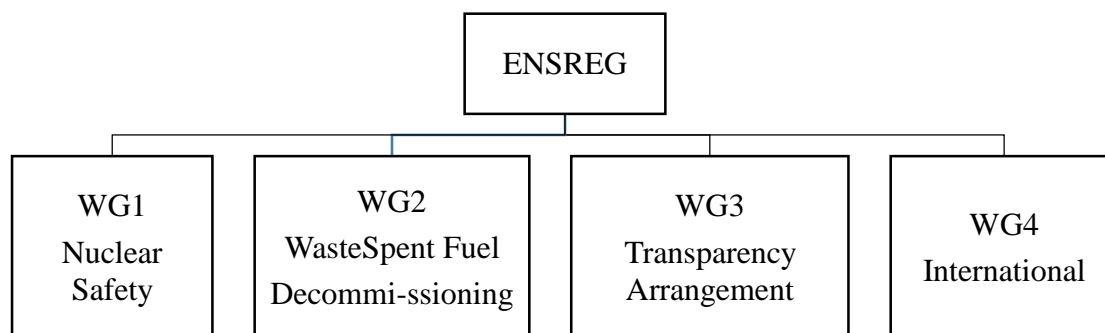 ENSREG
WG1
Nuclear
Safety
WG2
WasteSpent Fuel
Decommi-ssioning
WG3
Transparency
Arrangement
WG4
International